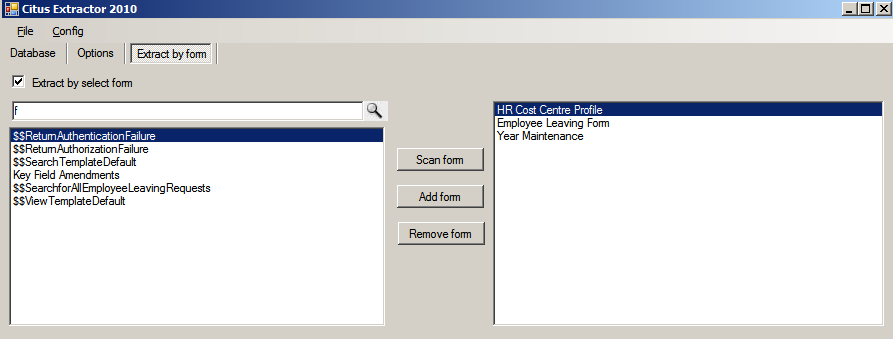 Citus Extractor 2010
File Config
Database Options Extract by form
Extract by select form
f
$$ReturnAuthenticationFailure
$$ReturnAuthorizationFailure
$$SearchTemplateDefault
Key Field Amendments
$$SearchforAllEmployeeLeavingRequests
$$ViewTemplateDefault
Scan form
Add form
Remove form
HR Cost Centre Profile
Employee Leaving Form
Year Maintenance